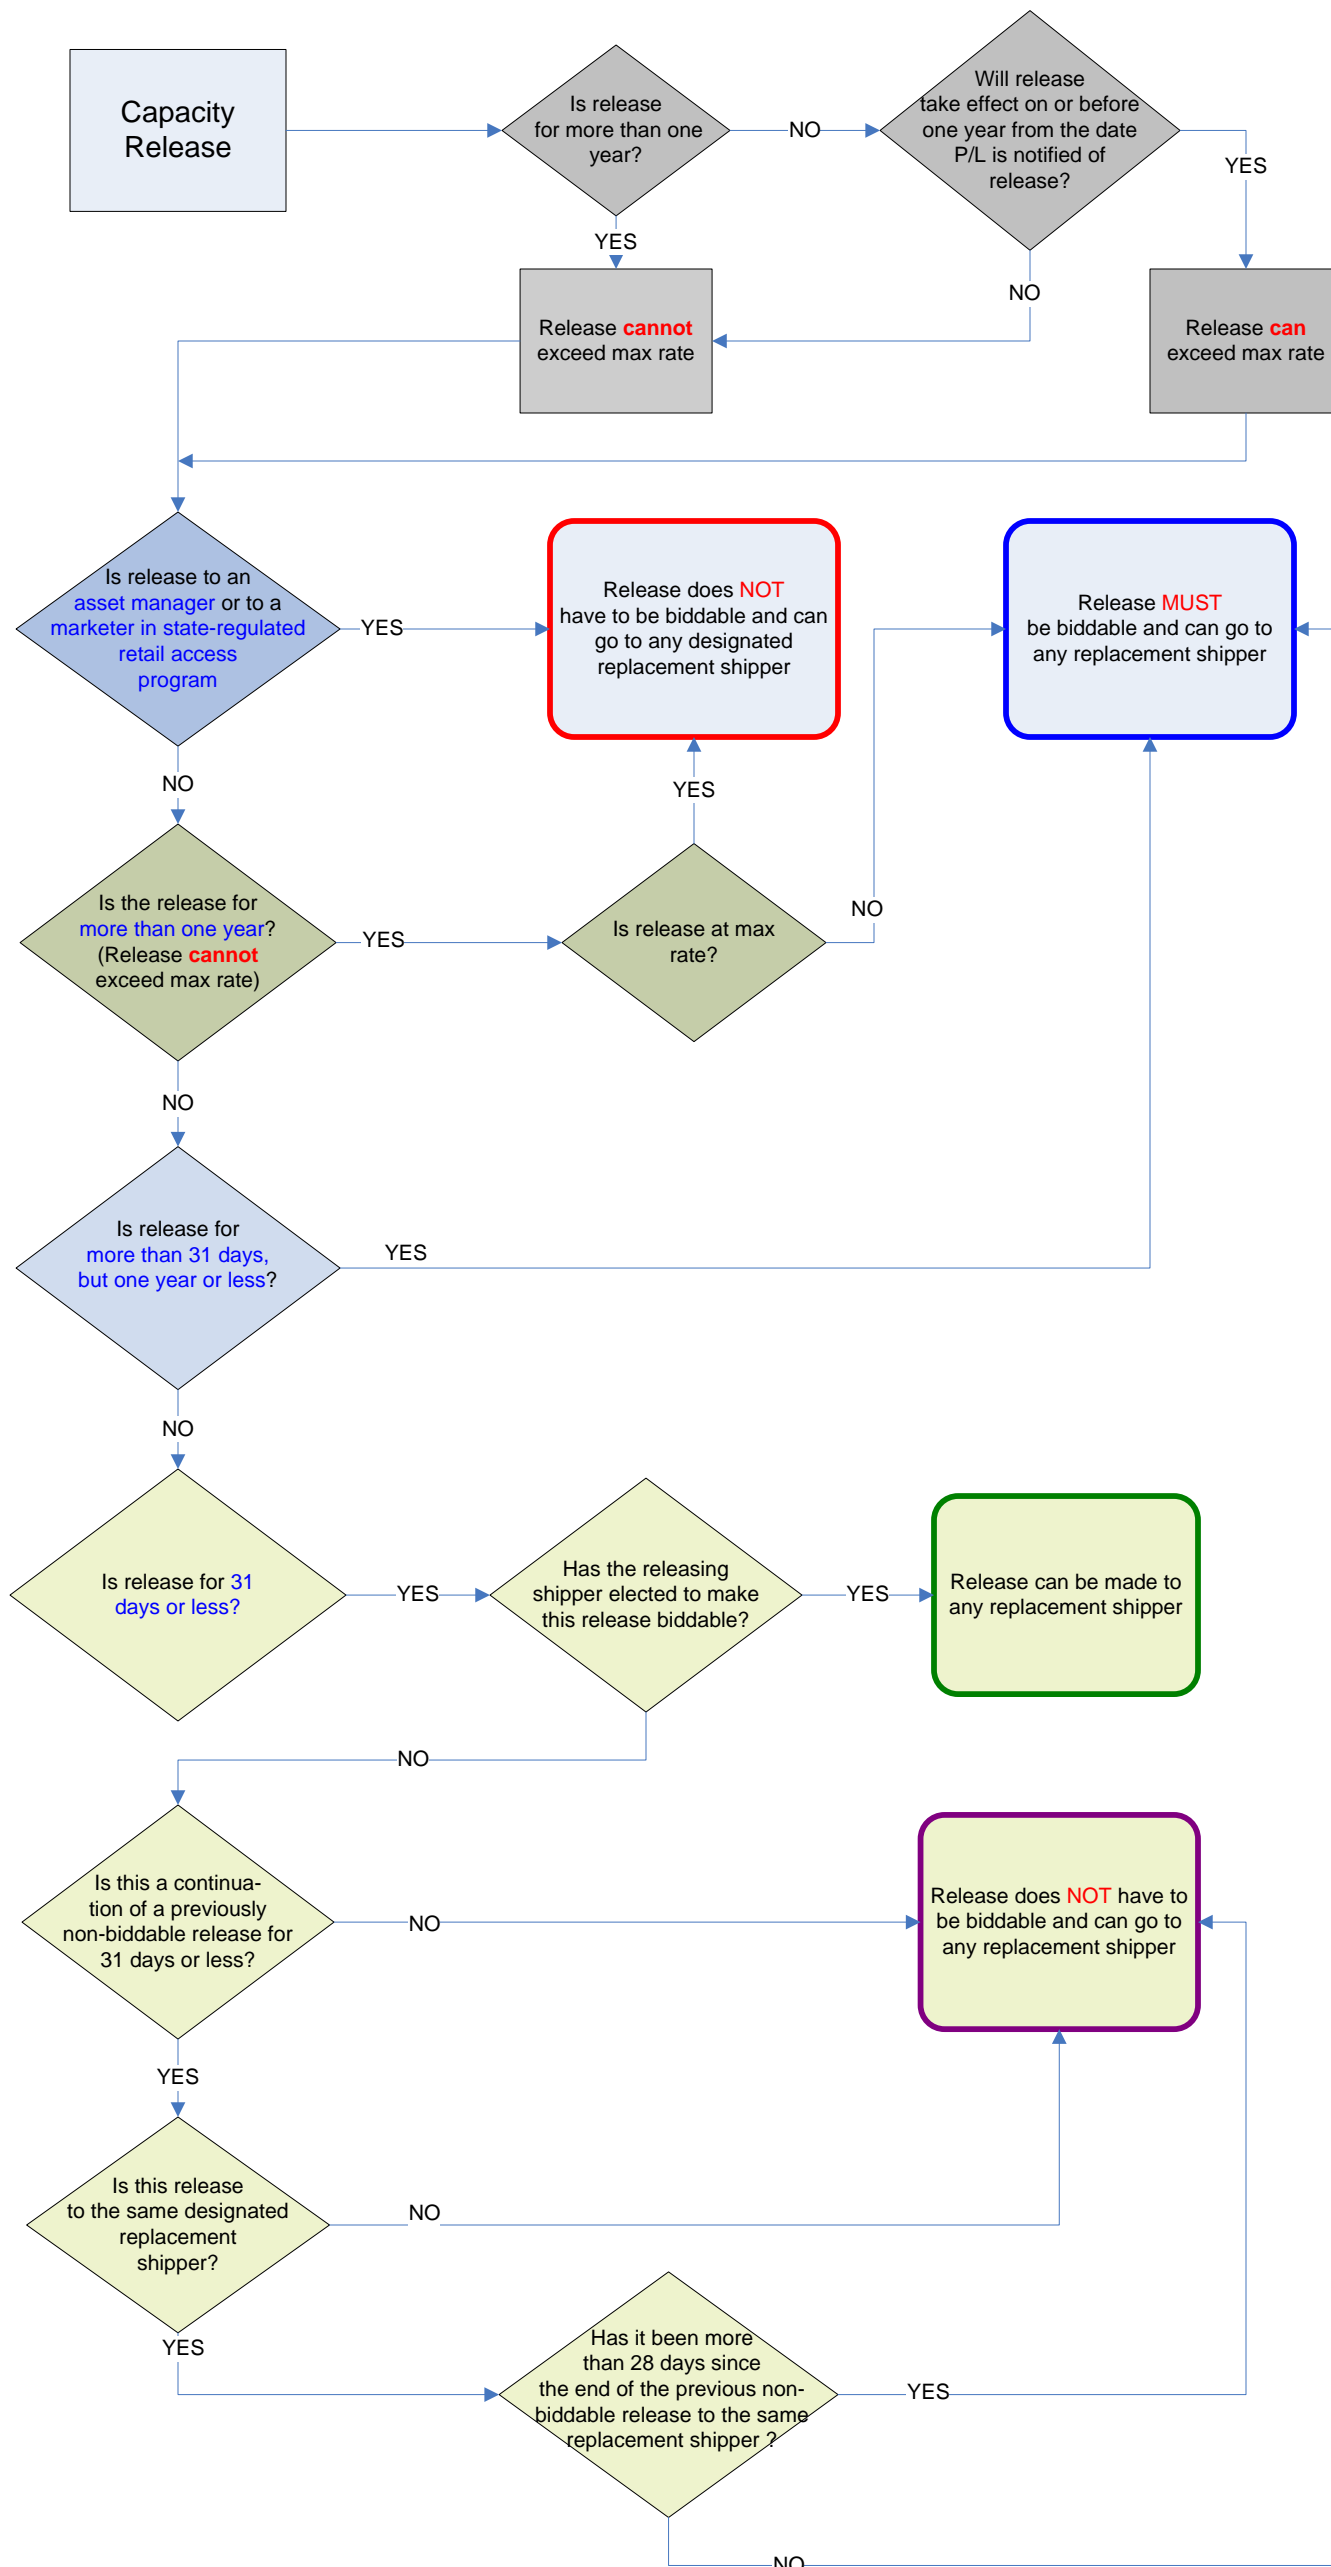 Capacity
Release
Is release
for more than one
year?
NO
Will release
take effect on or before
one year from the date
P/L is notified of
release?
YES
YES
NO
Release cannot
exceed max rate
Release can
exceed max rate
Is release to an
asset manager or to a
marketer in state-regulated
retail access
program
YES
Release does NOT
have to be biddable and can
go to any designated
replacement shipper
Release MUST
be biddable and can go to
any replacement shipper
NO
YES
Is the release for
more than one year?
(Release cannot
exceed max rate)
YES
Is release at max
rate?
NO
NO
Is release for
more than 31 days,
but one year or less?
YES
NO
Is release for 31
days or less?
YES
Has the releasing
shipper elected to make
this release biddable?
YES
Release can be made to
any replacement shipper
NO
Is this a continua-
tion of a previously
non-biddable release for
31 days or less?
NO
Release does NOT have to
be biddable and can go to
any replacement shipper
YES
Is this release
to the same designated
replacement
shipper?
NO
YES
Has it been more
than 28 days since
the end of the previous non-
biddable release to the same
replacement shipper ?
YES
NO